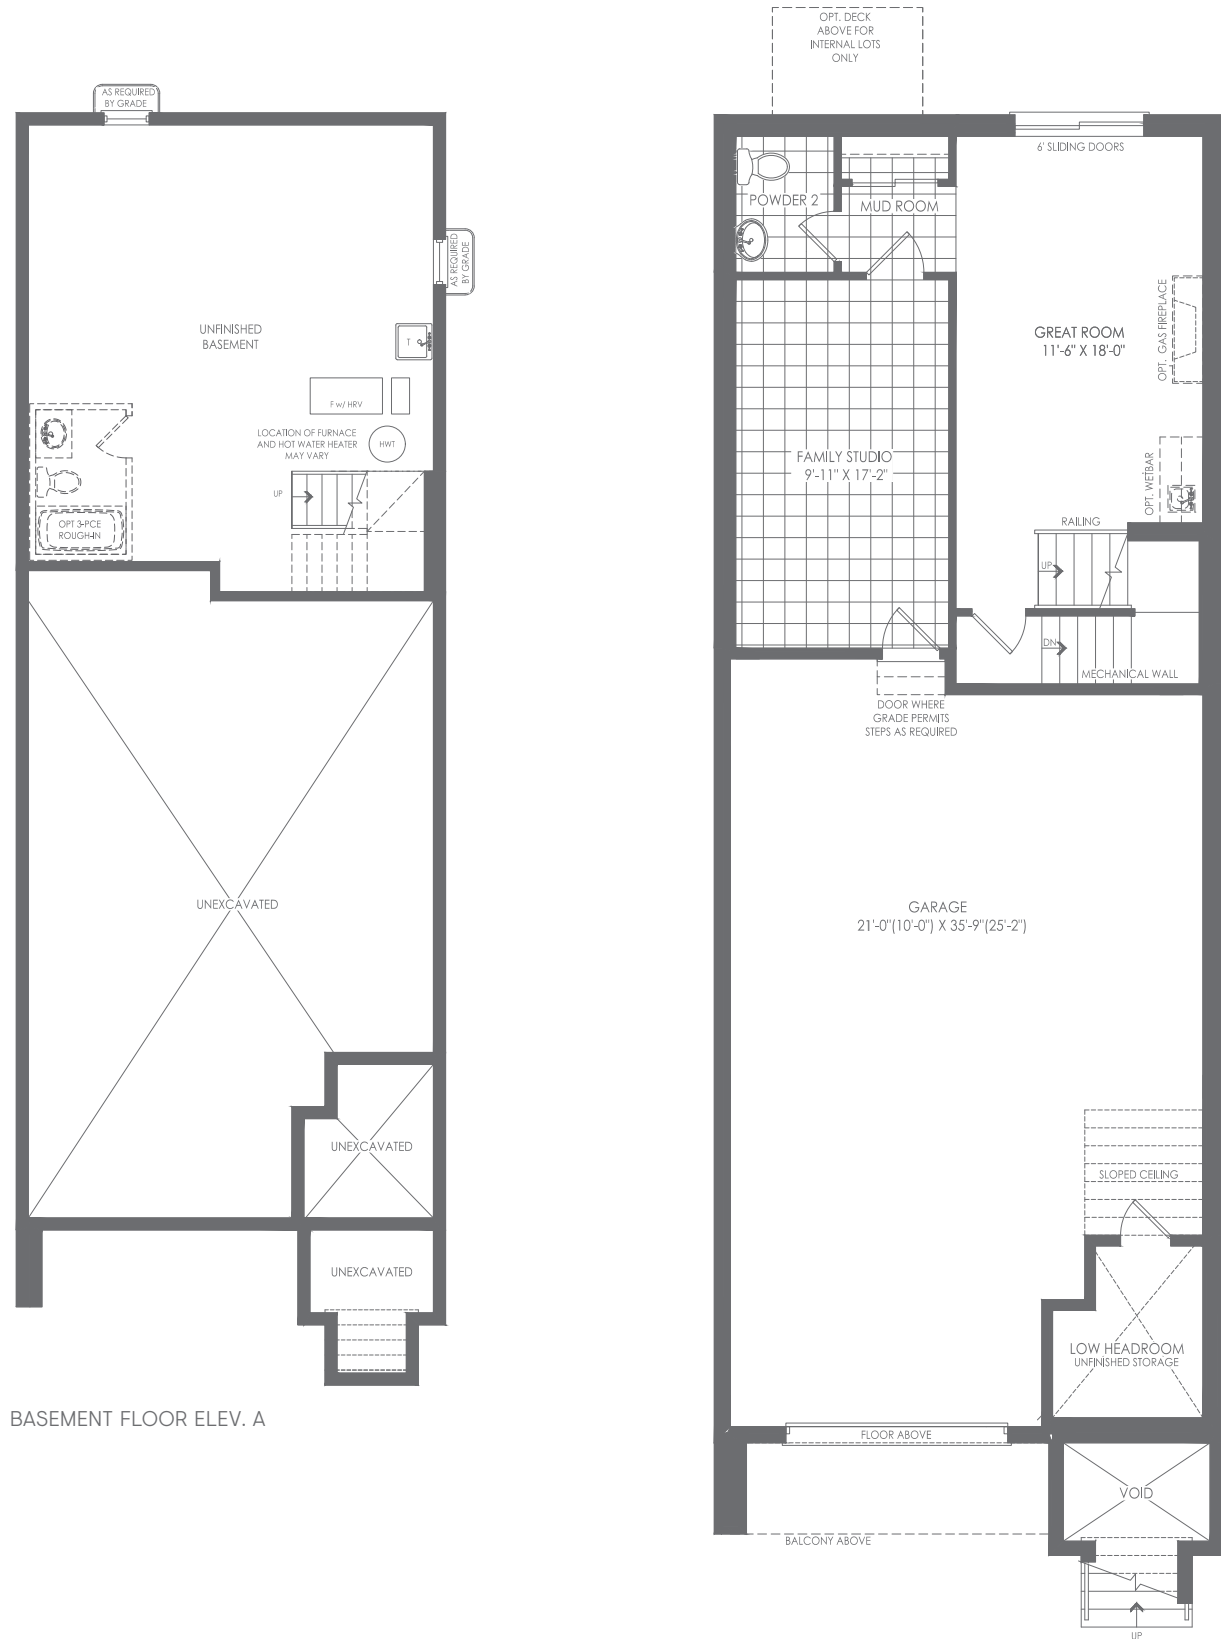 AS REQUIRED
BY GRADE
AS REQUIRED
BY GRADE
UNFINISHED
BASEMENT
T
F w/ HRV
LOCATION OF FURNACE
AND HOT WATER HEATER
MAY VARY
HWT
UP
OPT 3-PCE
ROUGH-IN
UNEXCAVATED
UNEXCAVATED
UNEXCAVATED
BASEMENT FLOOR ELEV. A
OPT. DECK
ABOVE FOR
INTERNAL LOTS
ONLY
6' SLIDING DOORS
POWDER 2
MUD ROOM
OPT. GAS FIREPLACE
GREAT ROOM
11'-6" X 18'-0"
FAMILY STUDIO
9'-11" X 17'-2"
OPT. WETBAR
RAILING
UP
DN
MECHANICAL WALL
DOOR WHERE
GRADE PERMITS
STEPS AS REQUIRED
GARAGE
21'-0"(10'-0") X 35'-9"(25'-2")
SLOPED CEILING
LOW HEADROOM
UNFINISHED STORAGE
FLOOR ABOVE
VOID
BALCONY ABOVE
UP